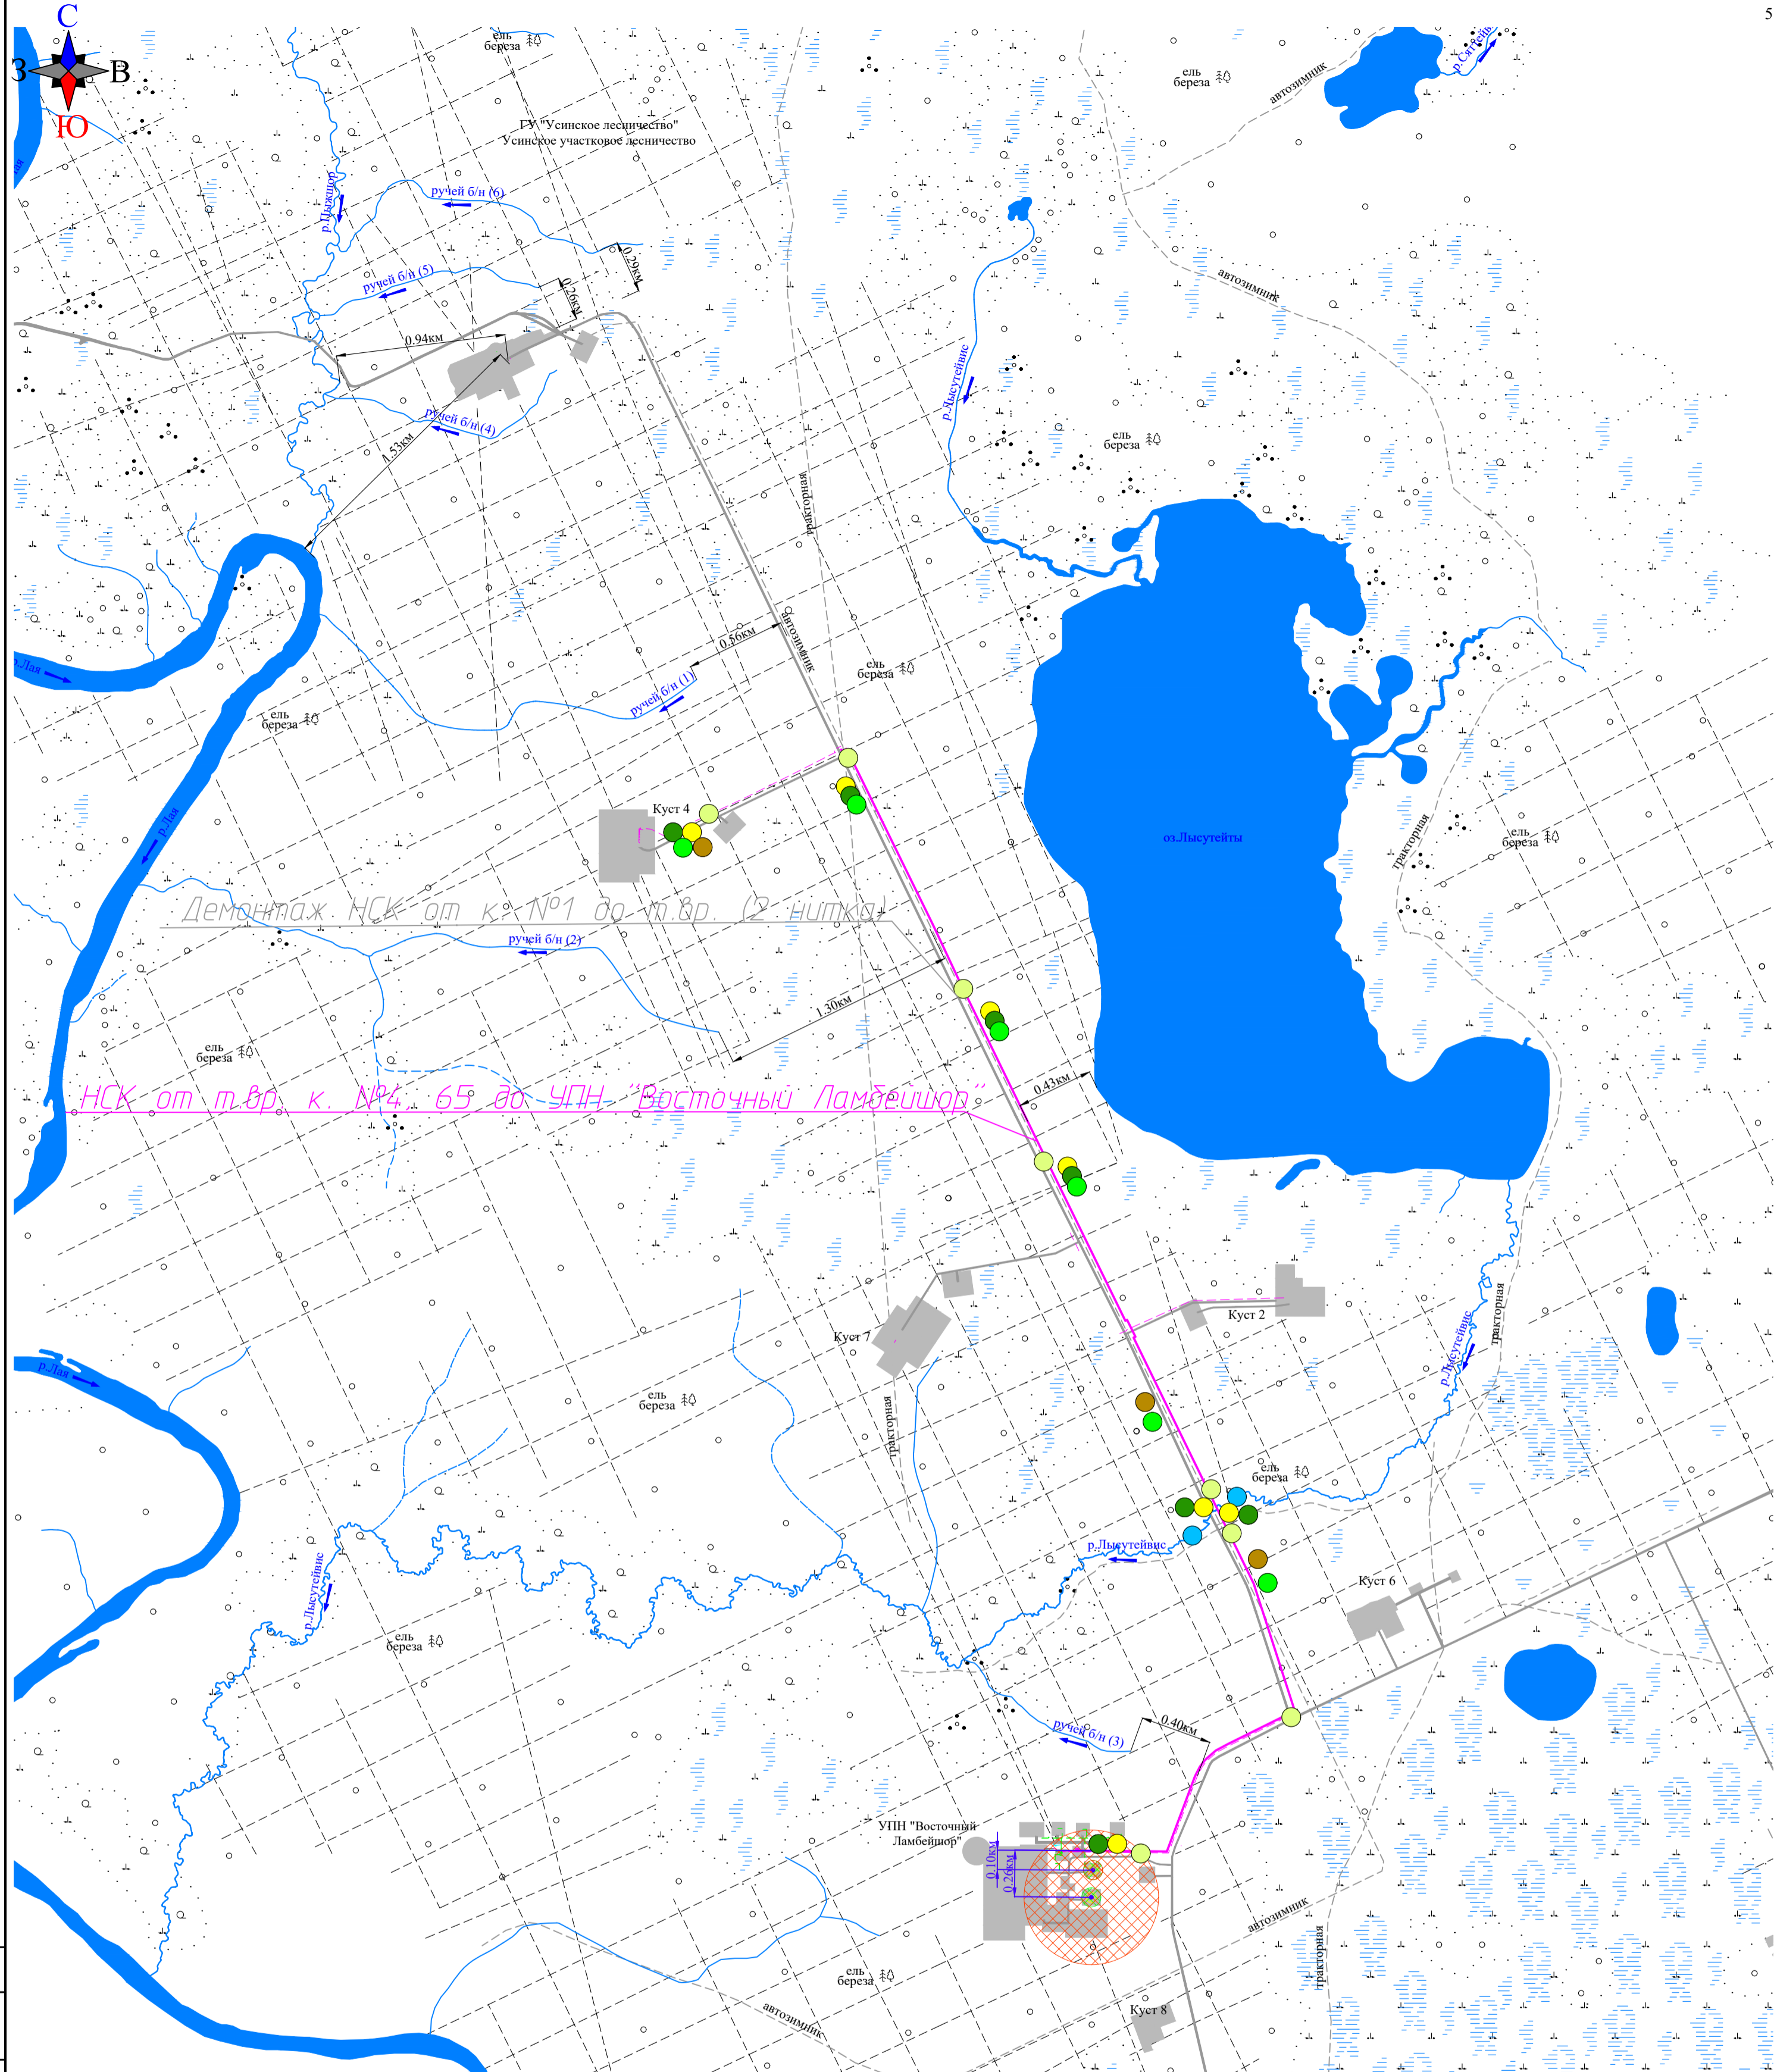 5
С
З
В
Ю
р.Сяттейвис
ель
береза
ель
береза
автозимник
ГУ "Усинское лесничество"
Усинское участковое лесничество
р.Пыжшор
ручей б/н (6)
0.29км
ручей б/н (5)
0.26км
автозимник
0.94км
р.Лысутейвис
ручей б/н (4)
1.53км
ель
береза
тракторная
0.56км
автозимник
р.Лая
ель
береза
ручей б/н (1)
ель
береза
Куст 4
р.Лая
оз.Лысутейты
тракторная
ель
береза
Демонтаж НСК от к. №1 до т.вр. (2 нитка)
ручей б/н (2)
1.30км
ель
береза
0.43км
НСК от т.вр. к. №4, 65 до УПН "Восточный Ламбейшор"
Куст 2
тракторная
Куст 7
р.Лысутейвис
р.Лая
ель
береза
тракторная
ель
береза
р.Лысутейвис
р.Лысутейвис
Куст 6
ель
береза
0.40км
ручей б/н (3)
УПН "Восточный
Ламбейшор"
0.10км
0.26км
автозимник
тракторная
ель
береза
автозимник
Куст 8